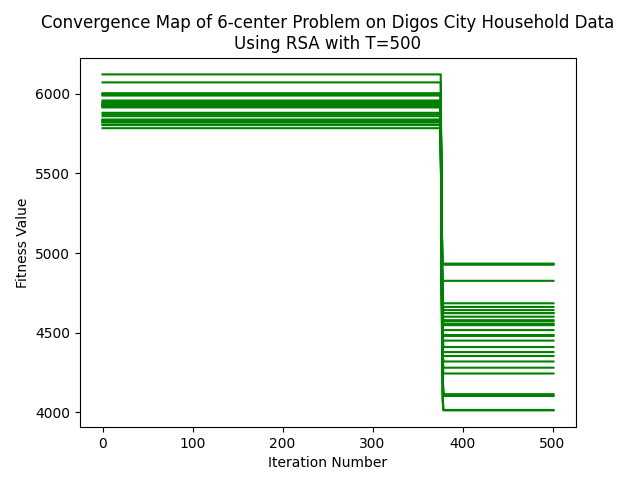 Convergence Map of 6-center Problem on Digos City Household Data
Using RSA with T=500
Fitness Value
6000
5500
5000
4500
4000
0 100 200 300 400 500
Iteration Number